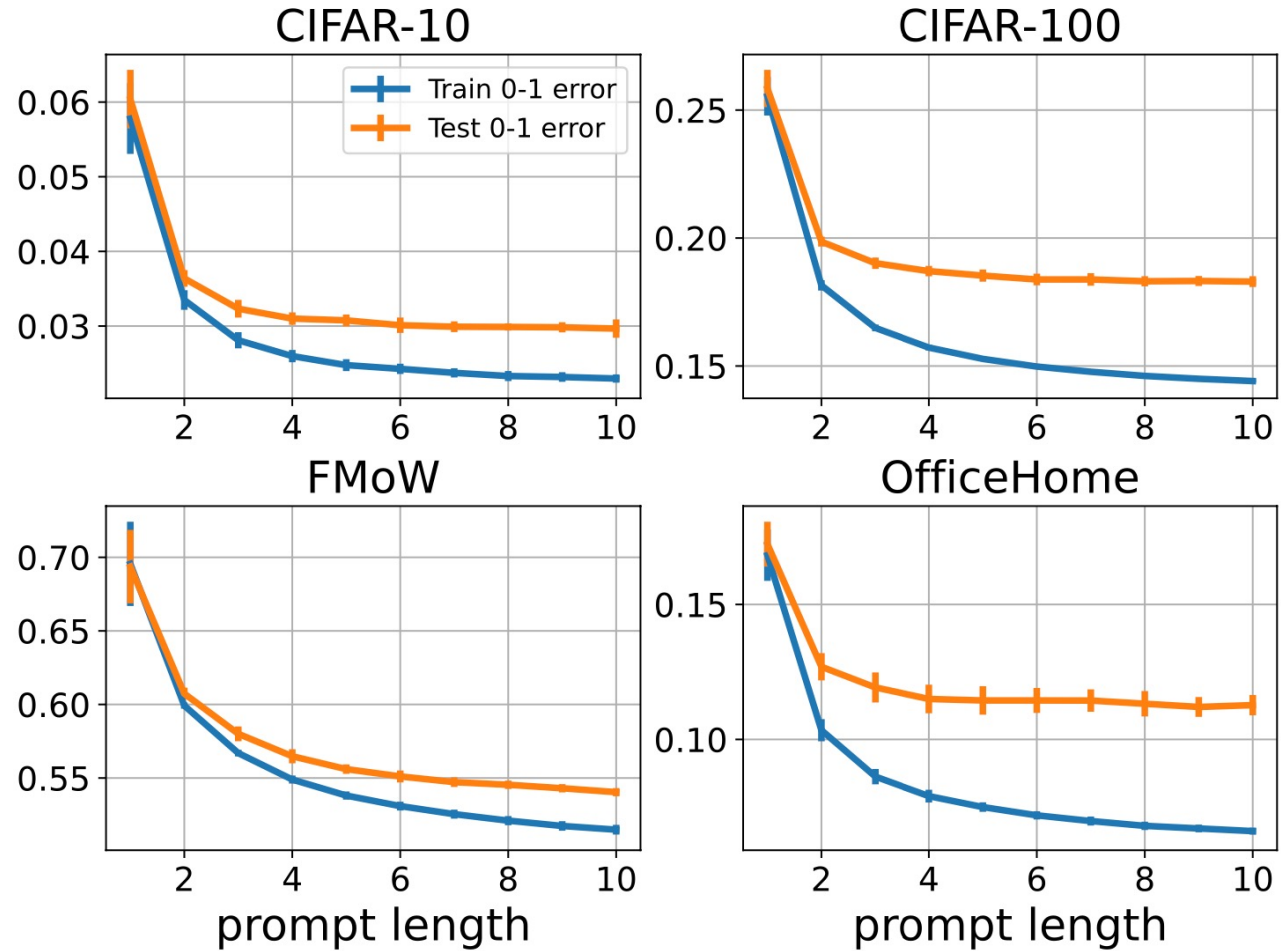 CIFAR-10
0.06
0.05
0.04
0.03
2 4 6 8 10
Train 0-1 error
Test 0-1 error
CIFAR-100
0.25
0.20
0.15
2 4 6 8 10
FMoW
0.70
0.65
0.60
0.55
2 4 6 8 10
prompt length
OfficeHome
0.15
0.10
2 4 6 8 10
prompt length